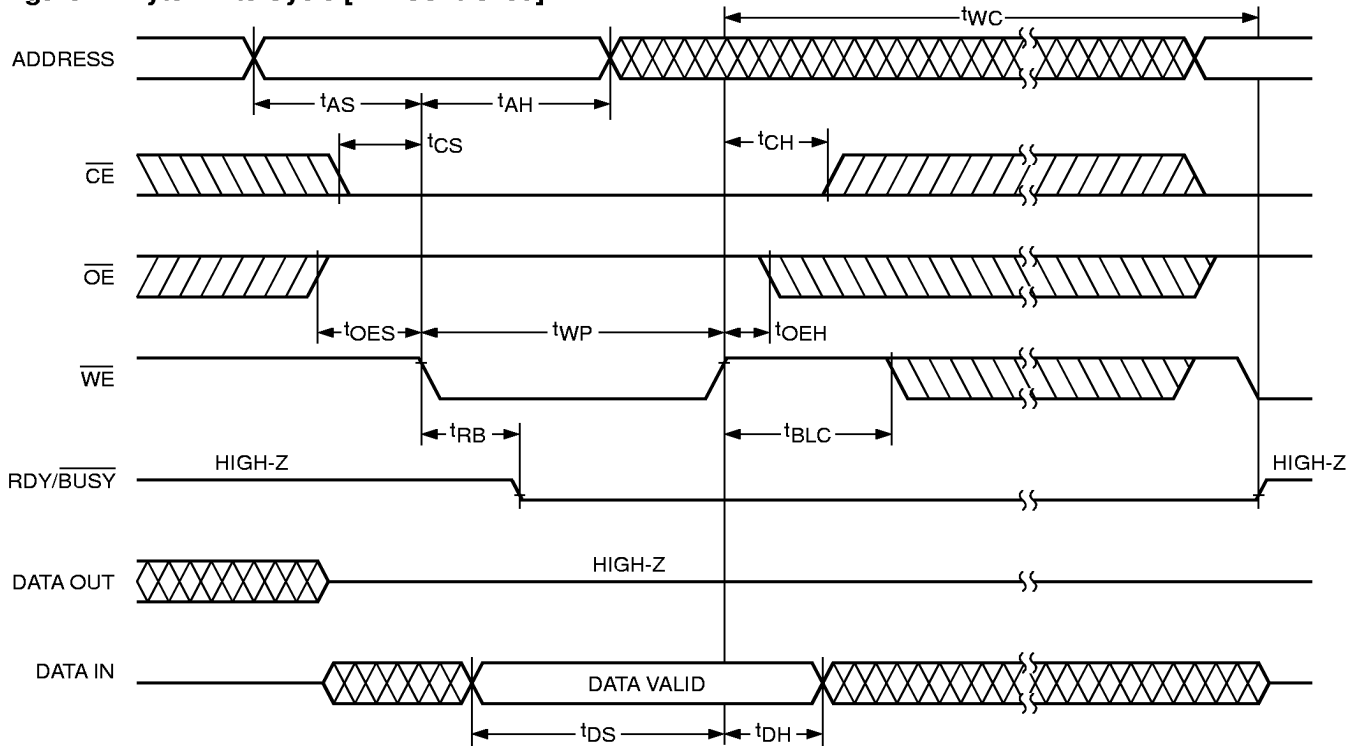 tWC
ADDRESS
tAS
tAH
tCS
tCH
CE
OE
tOES
tWP
tOEH
WE
tRB
tBLC
HIGH-Z
HIGH-Z
RDY/BUSY
HIGH-Z
DATA OUT
DATA IN
DATA VALID
tDS
tDH